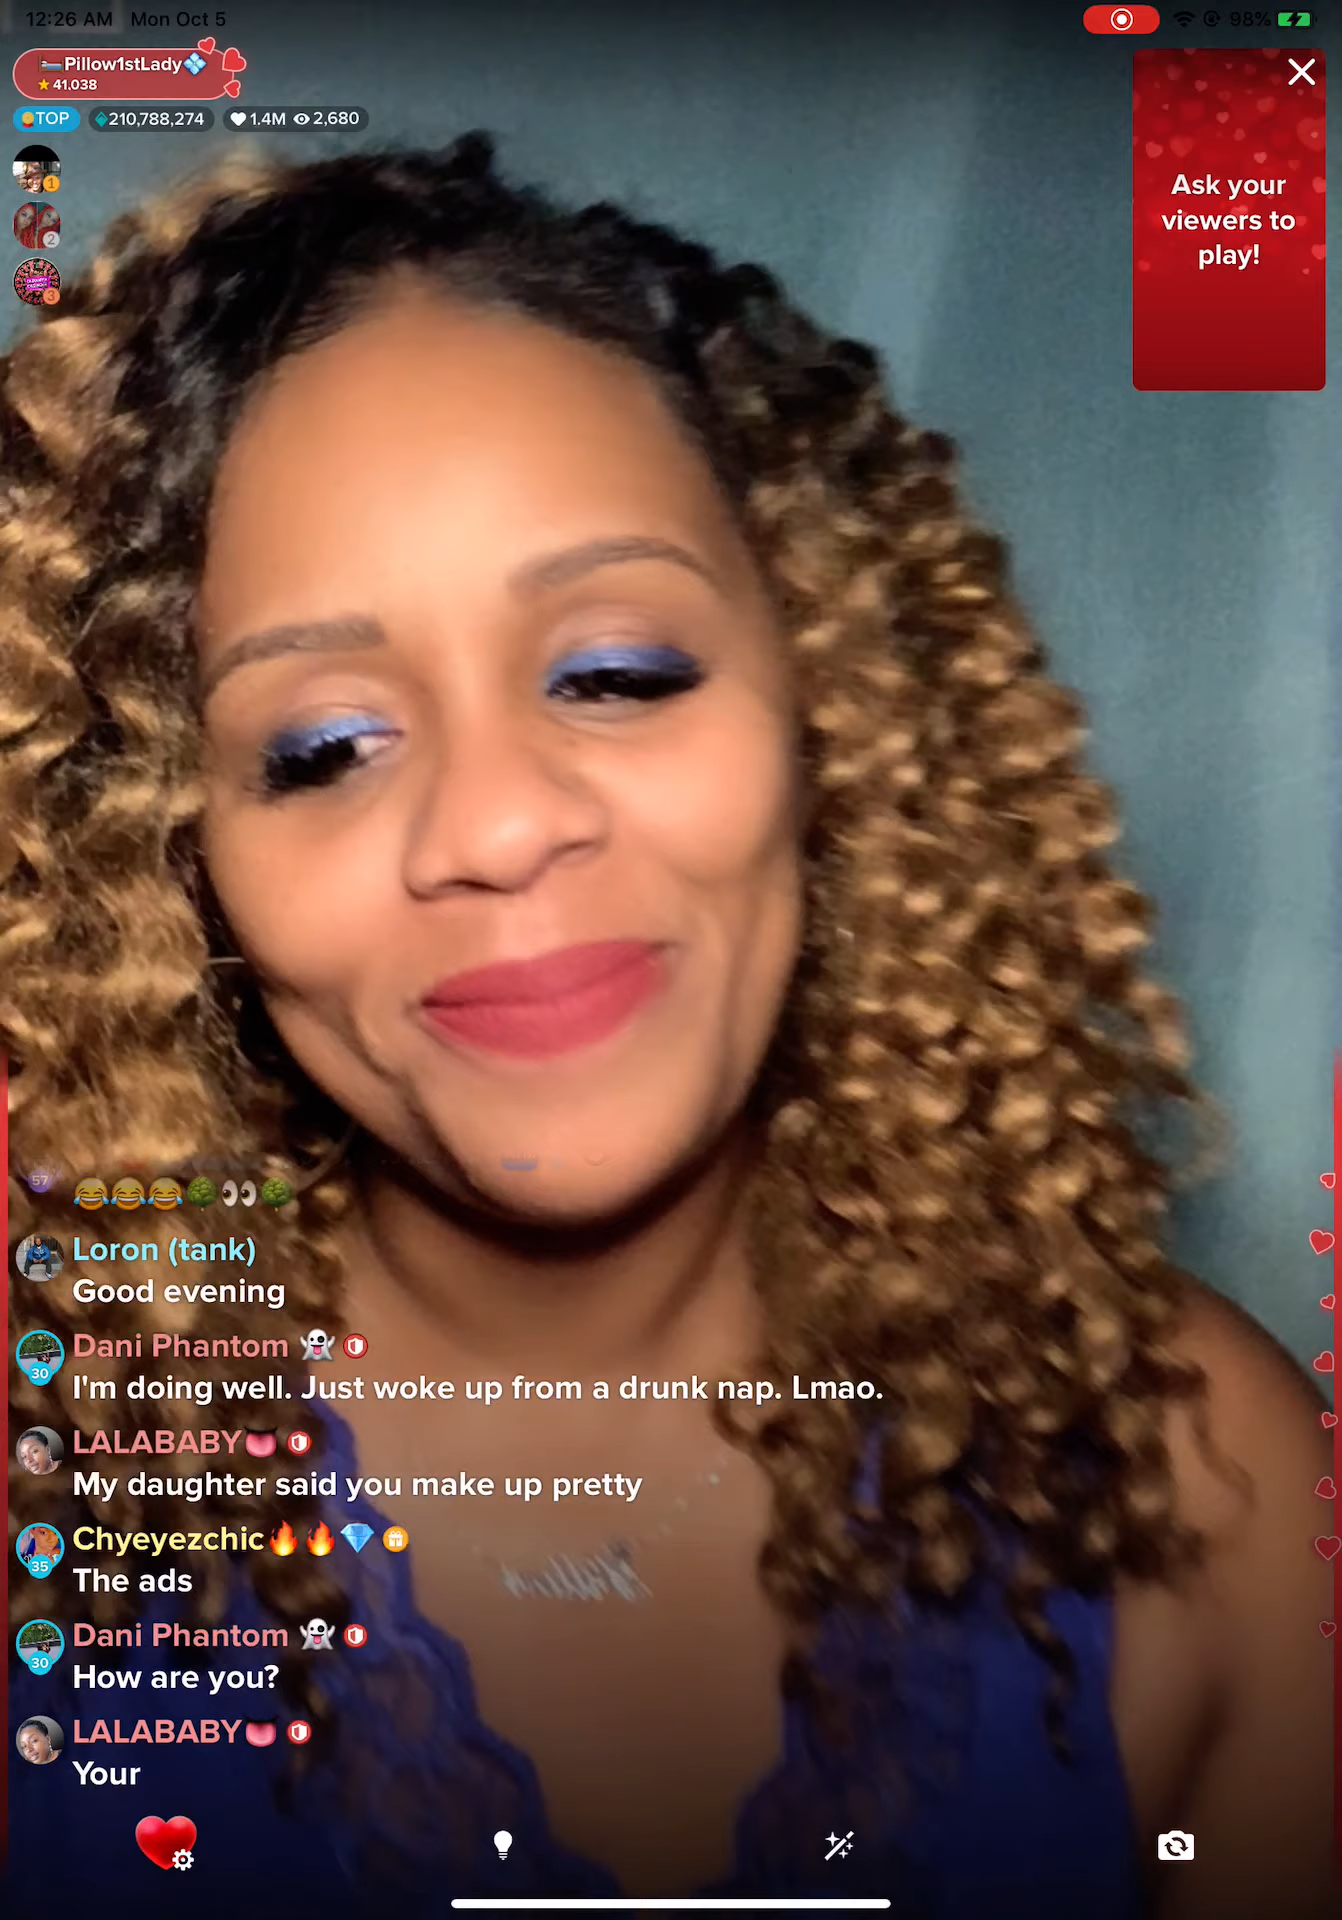 12:26 AM Mon Oct 5
98%
Pillow1stLady
41,038
TOP 210,788,274 1.4M 2,680
1
2
3
Ask your
viewers to
play!
57
😂😂😂🌳👀🌳
Loron (tank)
Good evening
Dani Phantom 👻
30
I'm doing well. Just woke up from a drunk nap. Lmao.
LALABABY👅
My daughter said you make up pretty
Chyeyezchic🔥🔥💎
35
The ads
Dani Phantom 👻
30
How are you?
LALABABY👅
Your